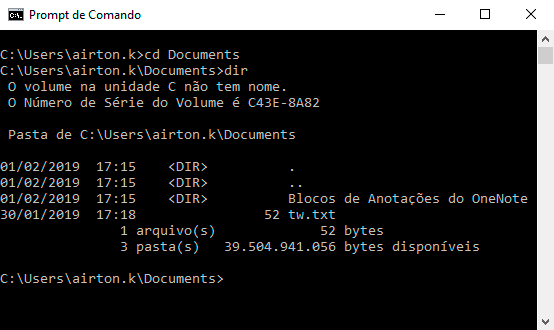 Prompt de Comando
C:\Users\airton.k>cd Documents
C:\Users\airton.k\Documents>dir
 O volume na unidade C não tem nome.
 O Número de Série do Volume é C43E-8A82

 Pasta de C:\Users\airton.k\Documents

01/02/2019  17:15    <DIR>          .
01/02/2019  17:15    <DIR>          ..
01/02/2019  17:15    <DIR>          Blocos de Anotações do OneNote
30/01/2019  17:18                52 tw.txt
               1 arquivo(s)             52 bytes
               3 pasta(s)   39.504.941.056 bytes disponíveis

C:\Users\airton.k\Documents>